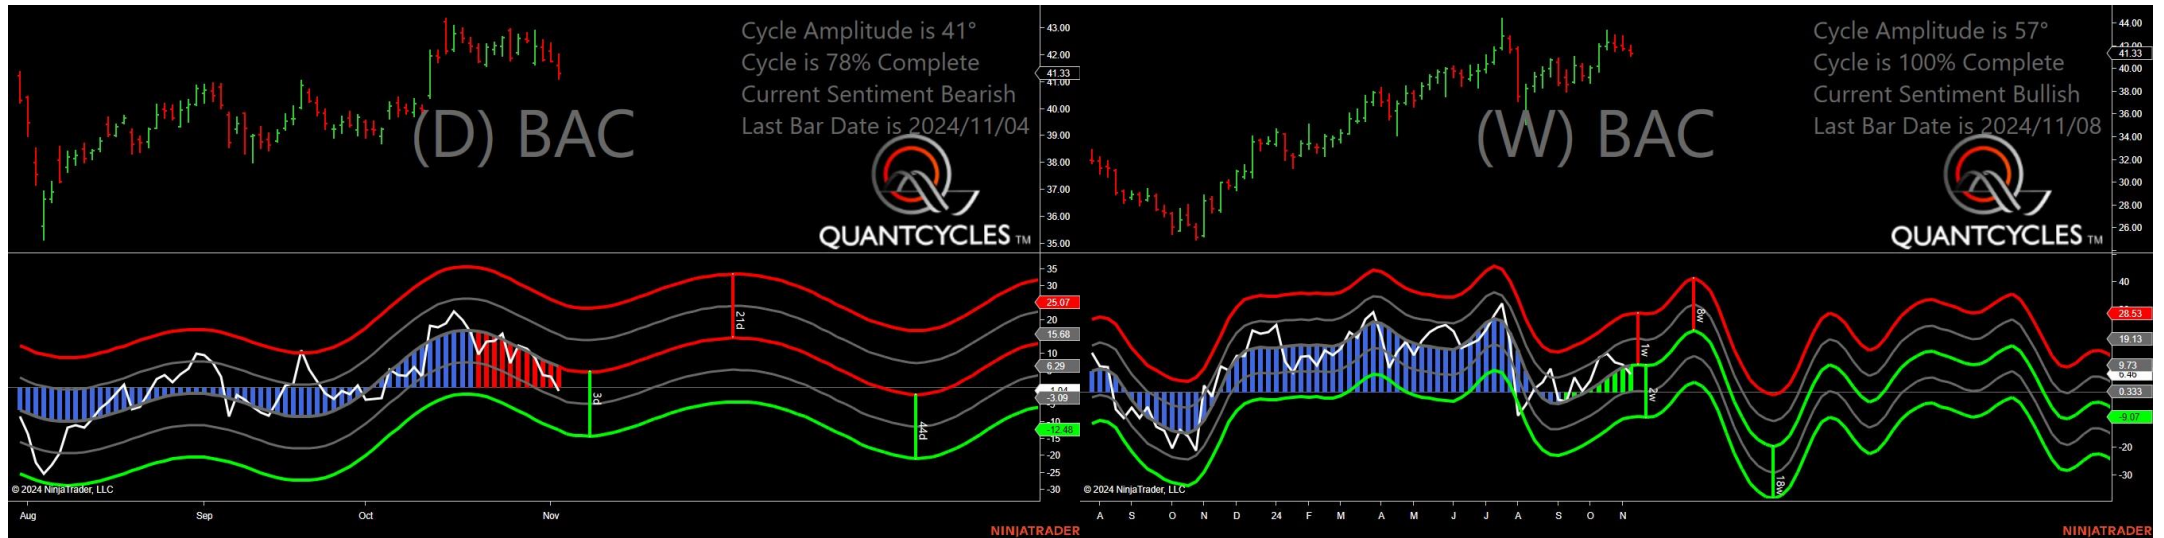 Cycle Amplitude is 41°
Cycle is 78% Complete
Current Sentiment Bearish
Last Bar Date is 2024/11/04
(D) BAC
QUANTCYCLES TM
43.00
42.00
41.33
41.00
40.00
39.00
38.00
37.00
36.00
35.00
35
30
25.07
20
15.68
10
6.29
-3.09
-12.48
-15
-20
-25
-30
21d
3d
44d
© 2024 NinjaTrader, LLC
Aug Sep Oct Nov
NINJATRADER
Cycle Amplitude is 57°
Cycle is 100% Complete
Current Sentiment Bullish
Last Bar Date is 2024/11/08
(W) BAC
QUANTCYCLES TM
44.00
41.33
40.00
38.00
36.00
34.00
32.00
30.00
28.00
26.00
40
28.53
19.13
9.73
6.46
0.333
-9.07
-20
-30
1w
2w
8w
18w
© 2024 NinjaTrader, LLC
A S O N D 24 F M A M J J A S O N
NINJATRADER